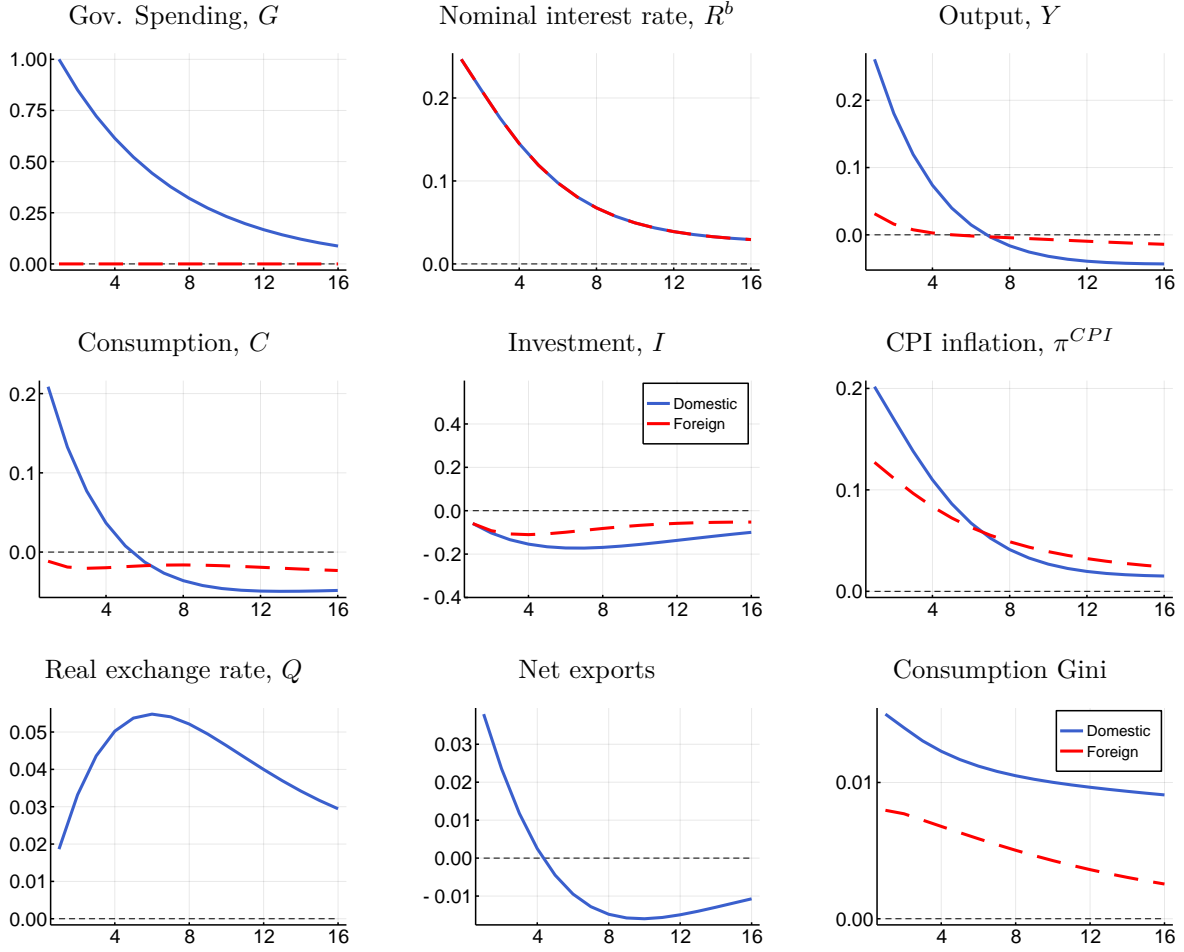 Gov. Spending, G
Nominal interest rate, R^b
Output, Y
1.00
0.75
0.50
0.25
0.00
4 8 12 16
0.2
0.1
0.0
4 8 12 16
0.2
0.1
0.0
4 8 12 16
Consumption, C
Investment, I
CPI inflation, π^CPI
0.2
0.1
0.0
4 8 12 16
0.4
0.2
0.0
- 0.2
- 0.4
Domestic
Foreign
4 8 12 16
0.2
0.1
0.0
4 8 12 16
Real exchange rate, Q
Net exports
Consumption Gini
0.05
0.04
0.03
0.02
0.01
0.00
4 8 12 16
0.03
0.02
0.01
0.00
- 0.01
4 8 12 16
Domestic
Foreign
0.01
0.00
4 8 12 16